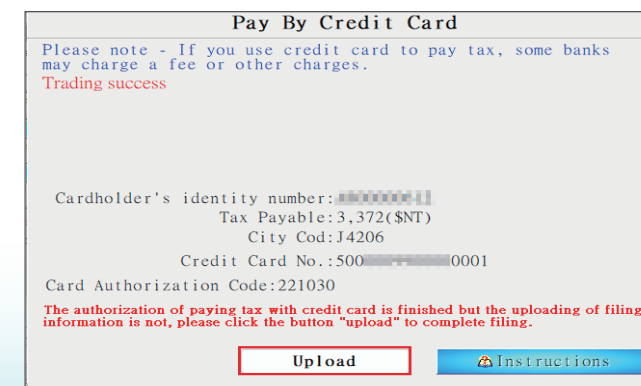 Pay By Credit Card
Please note - If you use credit card to pay tax, some banks
may charge a fee or other charges.
Trading success
Cardholder's identity number:
Tax Payable:3,372($NT)
City Cod:J4206
Credit Card No.:500 0001
Card Authorization Code:221030
The authorization of paying tax with credit card is finished but the uploading of filing
information is not, please click the button "upload" to complete filing.
Upload
Instructions